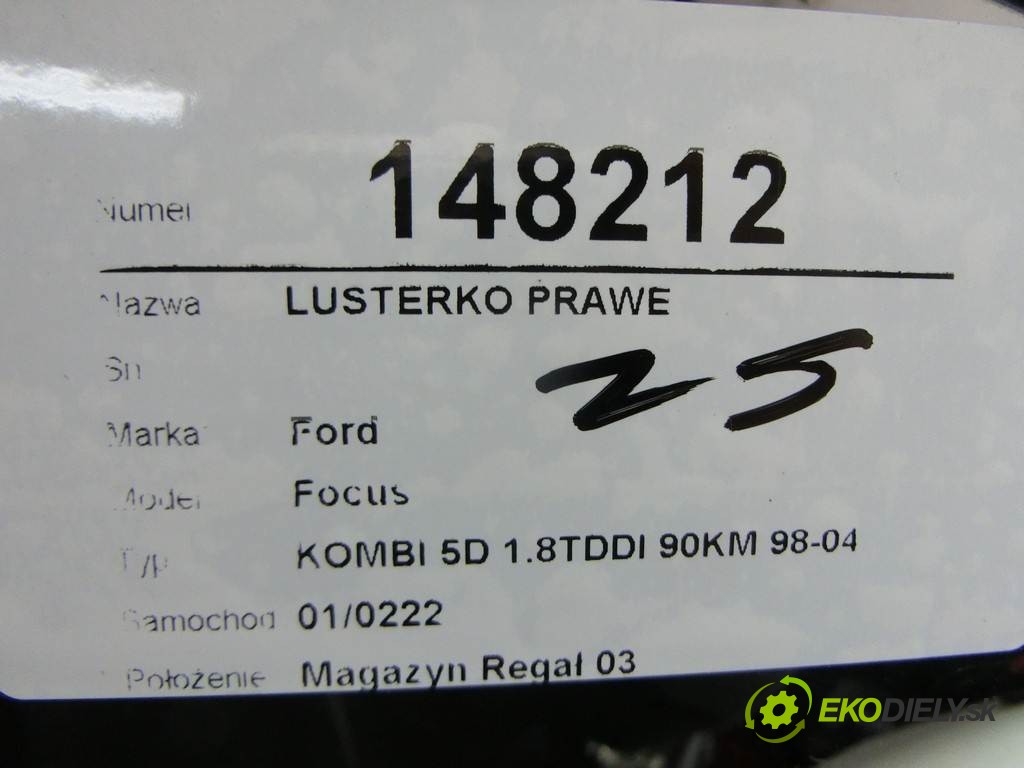 Numer 148212
Nazwa LUSTERKO PRAWE
Sn 25
Marka Ford
Model Focus
Typ KOMBI 5D 1.8TDDI 90KM 98-04
Samochod 01/0222
Położenie Magazyn Regał 03
EKODIELY.sk